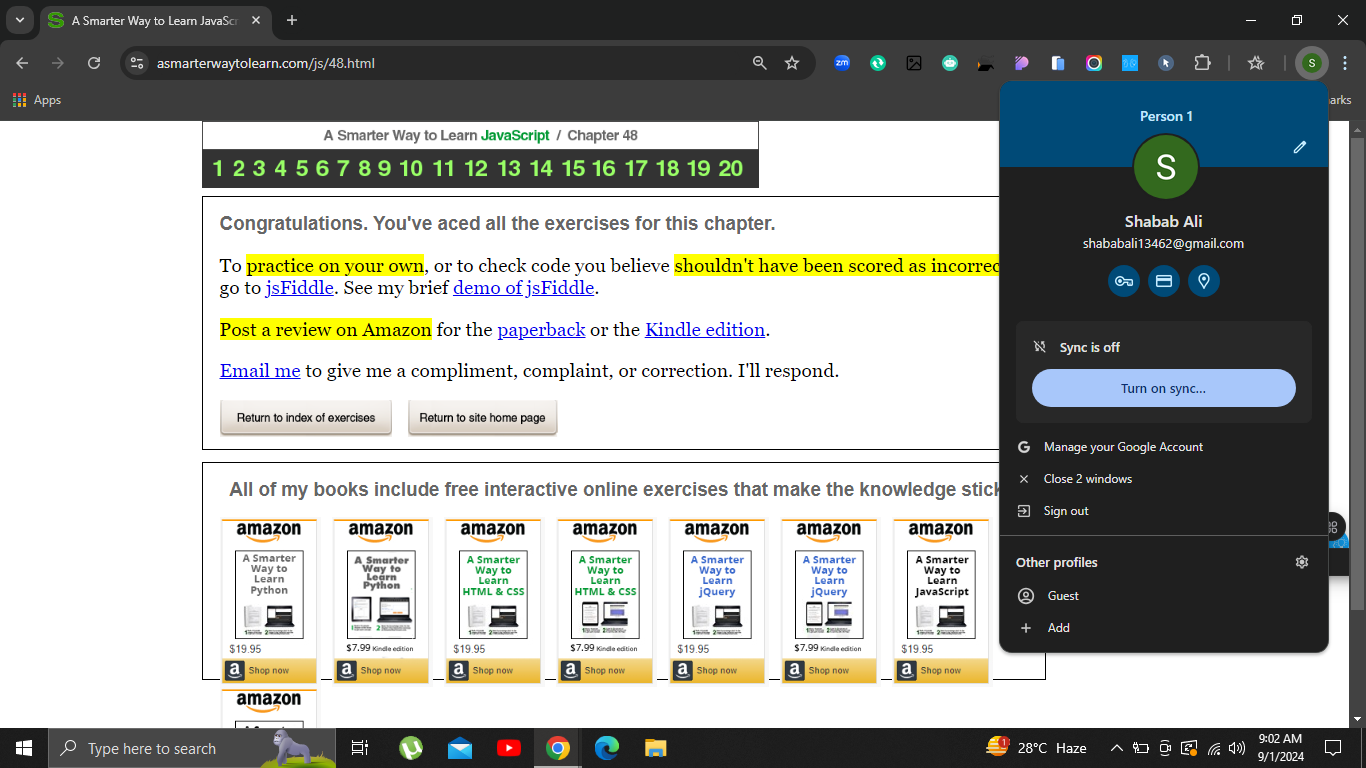 A Smarter Way to Learn JavaScr
asmarterwaytolearn.com/js/48.html
zm
S
Apps
arks
A Smarter Way to Learn JavaScript / Chapter 48
1 2 3 4 5 6 7 8 9 10 11 12 13 14 15 16 17 18 19 20
Congratulations. You've aced all the exercises for this chapter.
To practice on your own, or to check code you believe shouldn't have been scored as incorrec
go to jsFiddle. See my brief demo of jsFiddle.
Post a review on Amazon for the paperback or the Kindle edition.
Email me to give me a compliment, complaint, or correction. I'll respond.
Return to index of exercises
Return to site home page
All of my books include free interactive online exercises that make the knowledge stick
amazon amazon amazon amazon amazon amazon amazon
A Smarter Way to Learn Python
A Smarter Way to Learn Python
A Smarter Way to Learn HTML & CSS
A Smarter Way to Learn HTML & CSS
A Smarter Way to Learn jQuery
A Smarter Way to Learn jQuery
A Smarter Way to Learn JavaScript
$19.95 $7.99 Kindle edition $19.95 $7.99 Kindle edition $19.95 $7.99 Kindle edition $19.95
a Shop now a Shop now a Shop now a Shop now a Shop now a Shop now a Shop now
amazon
Person 1
S
Shabab Ali
shababali13462@gmail.com
Sync is off
Turn on sync...
G Manage your Google Account
Close 2 windows
Sign out
Other profiles
Guest
Add
Type here to search
1
28°C Haze
9:02 AM
9/1/2024